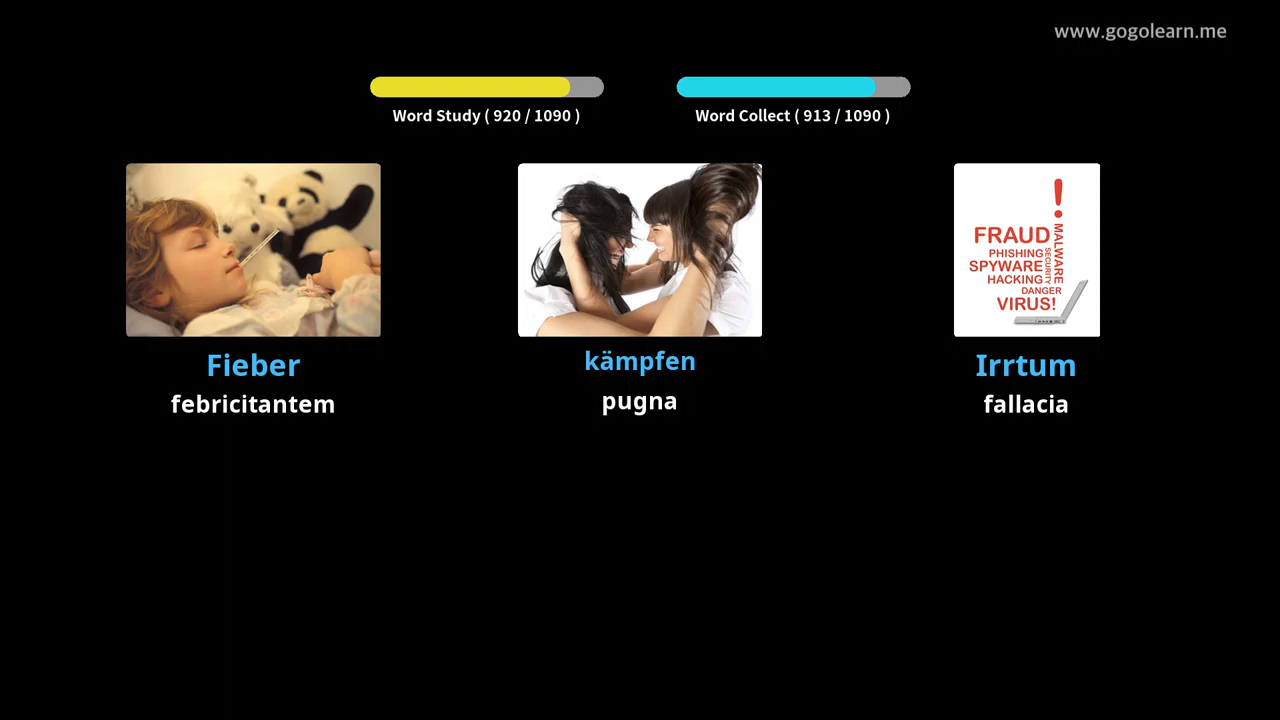 www.gogolearn.me
Word Study ( 920 / 1090 )
Word Collect ( 913 / 1090 )
!
FRAUD
MALWARE
PHISHING
SECURITY
SPYWARE
HACKING
DANGER
VIRUS!
Fieber
kämpfen
Irrtum
febricitantem
pugna
fallacia